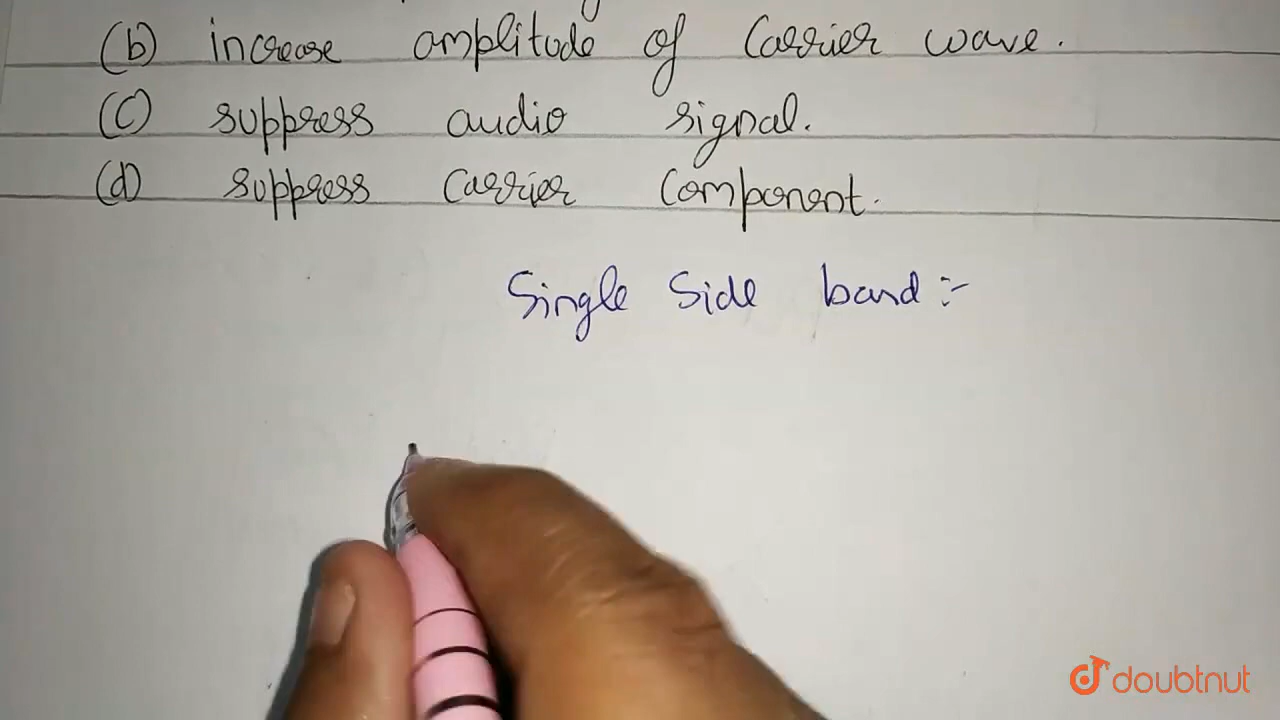 (b) increase amplitude of Carrier wave.
(C) suppress audio signal.
(d) suppress Carrier Component.
Single Side band :-
doubtnut